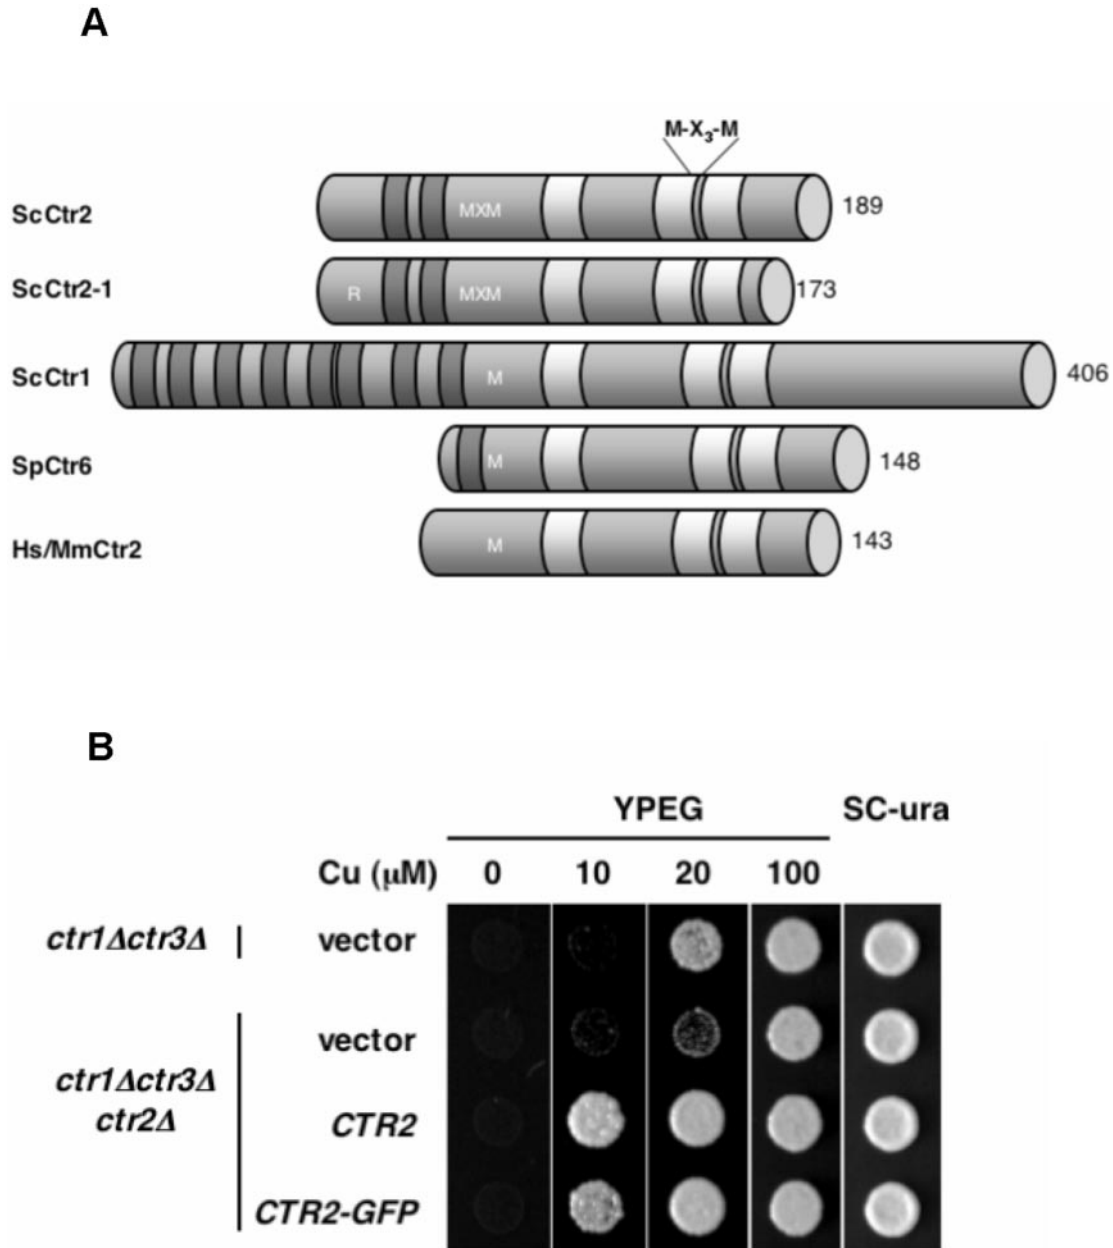 A
M-X3-M
ScCtr2 MXM 189
ScCtr2-1 R MXM 173
ScCtr1 M 406
SpCtr6 M 148
Hs/MmCtr2 M 143
B
YPEG SC-ura
Cu (µM) 0 10 20 100
ctr1Δctr3Δ vector
vector
ctr1Δctr3Δ
ctr2Δ CTR2
CTR2-GFP